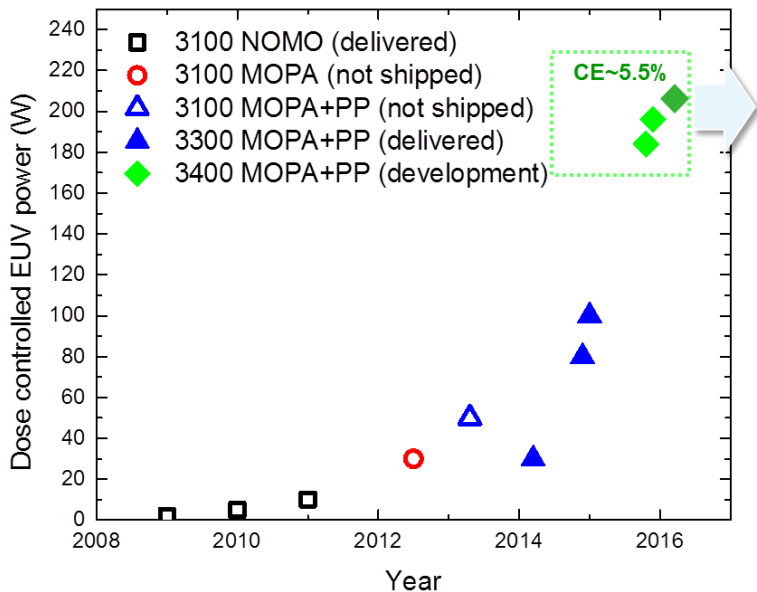 240
220
200
180
160
140
120
100
80
60
40
20
0
Dose controlled EUV power (W)
3100 NOMO (delivered)
3100 MOPA (not shipped)
3100 MOPA+PP (not shipped)
3300 MOPA+PP (delivered)
3400 MOPA+PP (development)
CE~5.5%
2008 2010 2012 2014 2016
Year